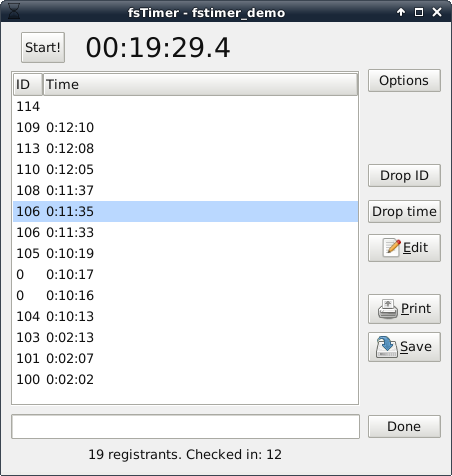 fsTimer - fstimer_demo
Start! 00:19:29.4
ID Time
114
109 0:12:10
113 0:12:08
110 0:12:05
108 0:11:37
106 0:11:35
106 0:11:33
105 0:10:19
0 0:10:17
0 0:10:16
104 0:10:13
103 0:02:13
101 0:02:07
100 0:02:02
Options
Drop ID
Drop time
Edit
Print
Save
Done
19 registrants. Checked in: 12